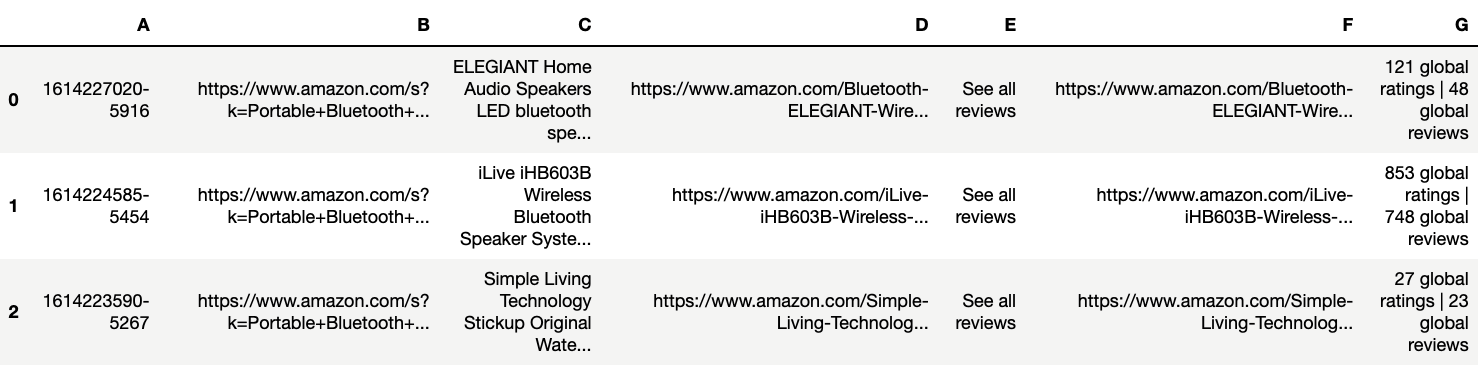 A B C D E F G
0 1614227020-5916 https://www.amazon.com/s?k=Portable+Bluetooth+... ELEGIANT Home Audio Speakers LED bluetooth spe... https://www.amazon.com/Bluetooth-ELEGIANT-Wire... See all reviews https://www.amazon.com/Bluetooth-ELEGIANT-Wire... 121 global ratings | 48 global reviews
1 1614224585-5454 https://www.amazon.com/s?k=Portable+Bluetooth+... iLive iHB603B Wireless Bluetooth Speaker Syste... https://www.amazon.com/iLive-iHB603B-Wireless-... See all reviews https://www.amazon.com/iLive-iHB603B-Wireless-... 853 global ratings | 748 global reviews
2 1614223590-5267 https://www.amazon.com/s?k=Portable+Bluetooth+... Simple Living Technology Stickup Original Wate... https://www.amazon.com/Simple-Living-Technolog... See all reviews https://www.amazon.com/Simple-Living-Technolog... 27 global ratings | 23 global reviews